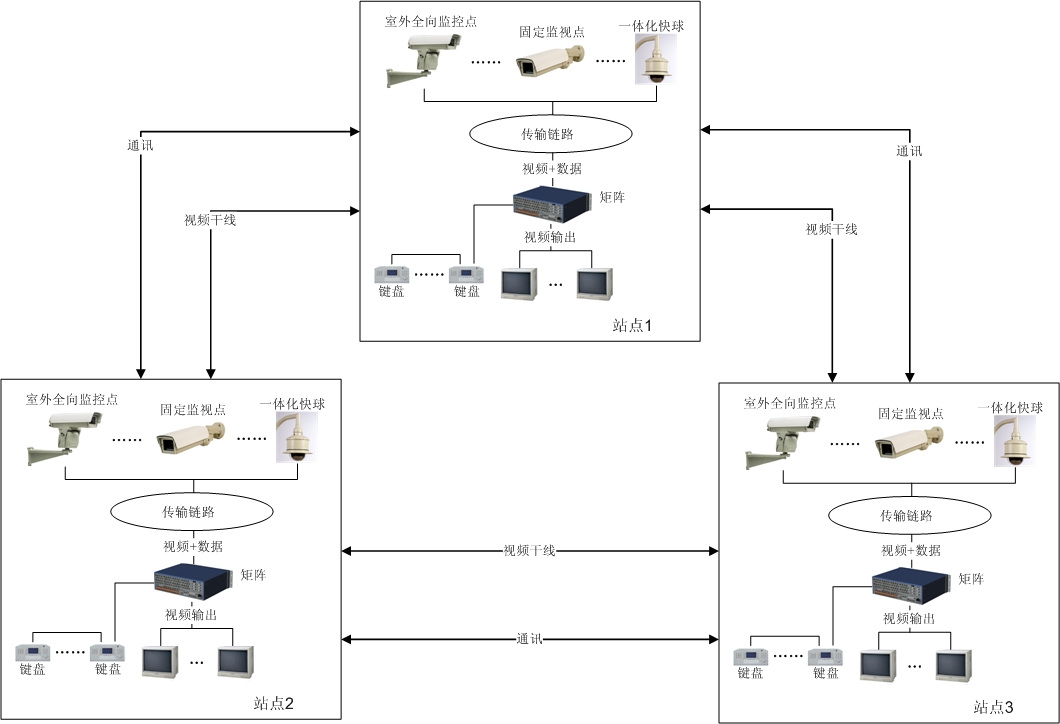 室外全向监控点
固定监视点
一体化快球
······
······
传输链路
视频+数据
矩阵
视频输出
······
···
键盘
键盘
站点1
通讯
视频干线
通讯
视频干线
室外全向监控点
固定监视点
一体化快球
······
······
传输链路
视频+数据
矩阵
视频输出
······
···
键盘
键盘
站点2
视频干线
通讯
室外全向监控点
固定监视点
一体化快球
······
······
传输链路
视频+数据
矩阵
视频输出
······
···
键盘
键盘
站点3